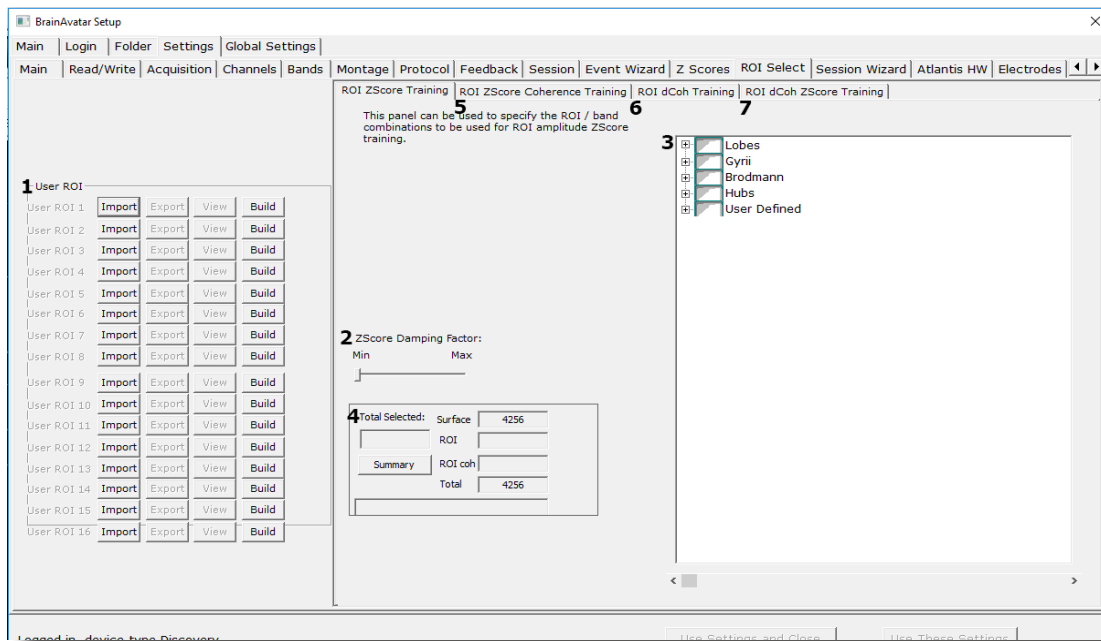 BrainAvatar Setup
Main Login Folder Settings Global Settings
Main Read/Write Acquisition Channels Bands Montage Protocol Feedback Session Event Wizard Z Scores ROI Select Session Wizard Atlantis HW Electrodes
ROI ZScore Training ROI ZScore Coherence Training ROI dCoh Training ROI dCoh ZScore Training
5 6 7
This panel can be used to specify the ROI / band
combinations to be used for ROI amplitude ZScore
training.
3 Lobes
Gyrii
Brodmann
Hubs
User Defined
1 User ROI
User ROI 1 Import Export View Build
User ROI 2 Import Export View Build
User ROI 3 Import Export View Build
User ROI 4 Import Export View Build
User ROI 5 Import Export View Build
User ROI 6 Import Export View Build
User ROI 7 Import Export View Build
User ROI 8 Import Export View Build
User ROI 9 Import Export View Build
User ROI 10 Import Export View Build
User ROI 11 Import Export View Build
User ROI 12 Import Export View Build
User ROI 13 Import Export View Build
User ROI 14 Import Export View Build
User ROI 15 Import Export View Build
User ROI 16 Import Export View Build
2 ZScore Damping Factor:
Min Max
4 Total Selected: Surface 4256
ROI
Summary ROI coh
Total 4256
Logged in, device type Discovery
Use Settings and Close Use These Settings